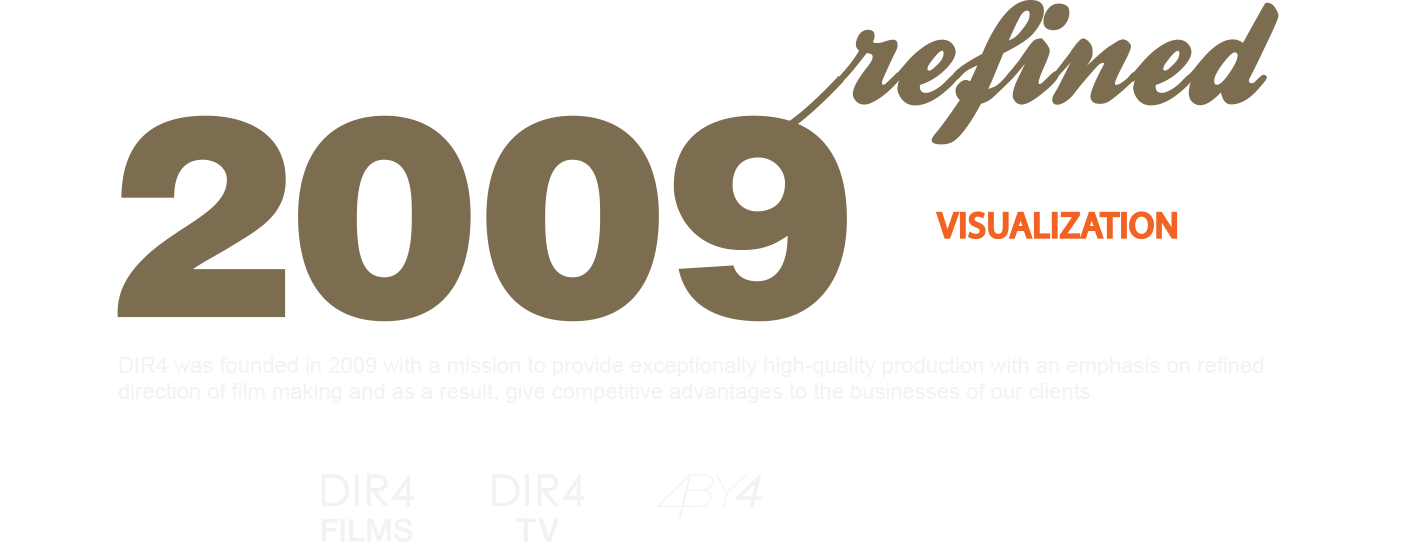 refined
2009
VISUALIZATION
DIR4 was founded in 2009 with a mission to provide exceptionally high-quality production with an emphasis on refined
direction of film making and as a result, give competitive advantages to the businesses of our clients.
DIR4 DIR4 4BY4
FILMS TV